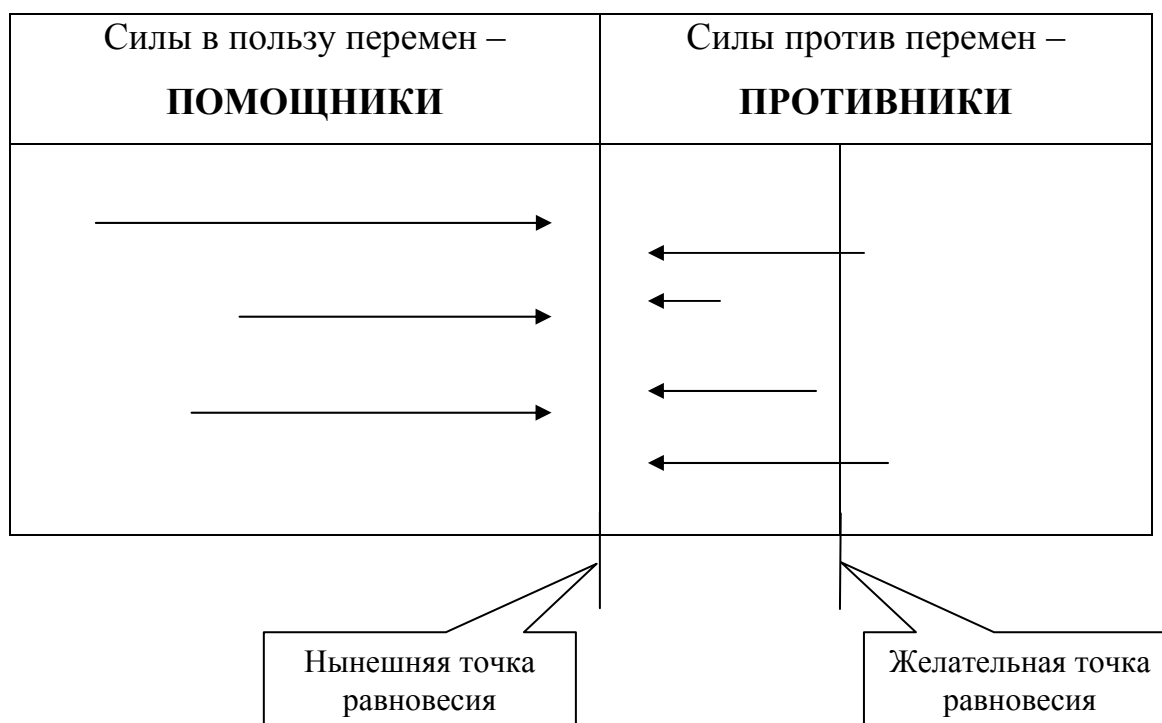 Силы в пользу перемен –
ПОМОЩНИКИ
Силы против перемен –
ПРОТИВНИКИ
Нынешняя точка
равновесия
Желательная точка
равновесия